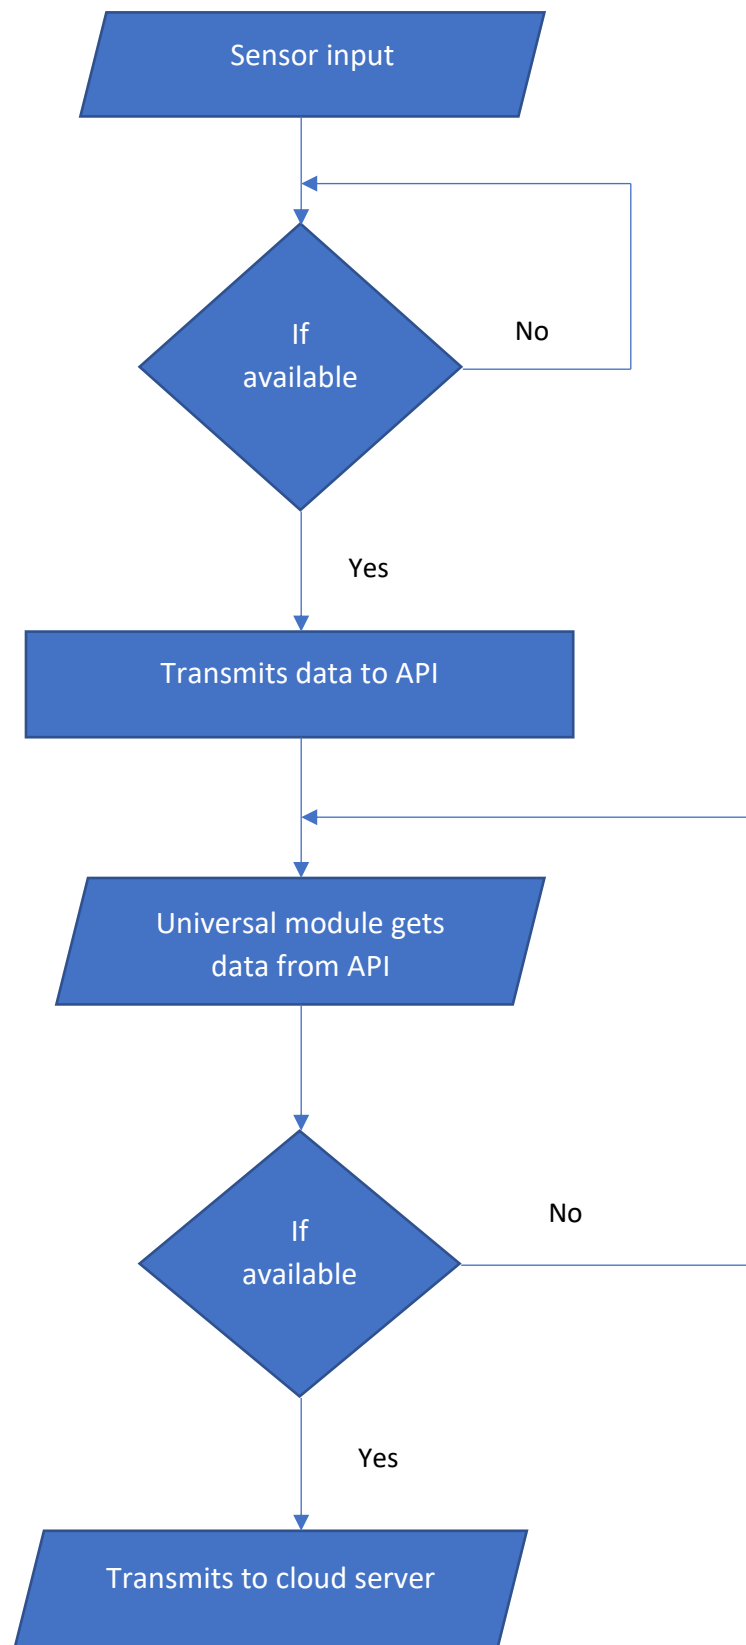 Sensor input
If
available
No
Yes
Transmits data to API
Universal module gets
data from API
If
available
No
Yes
Transmits to cloud server